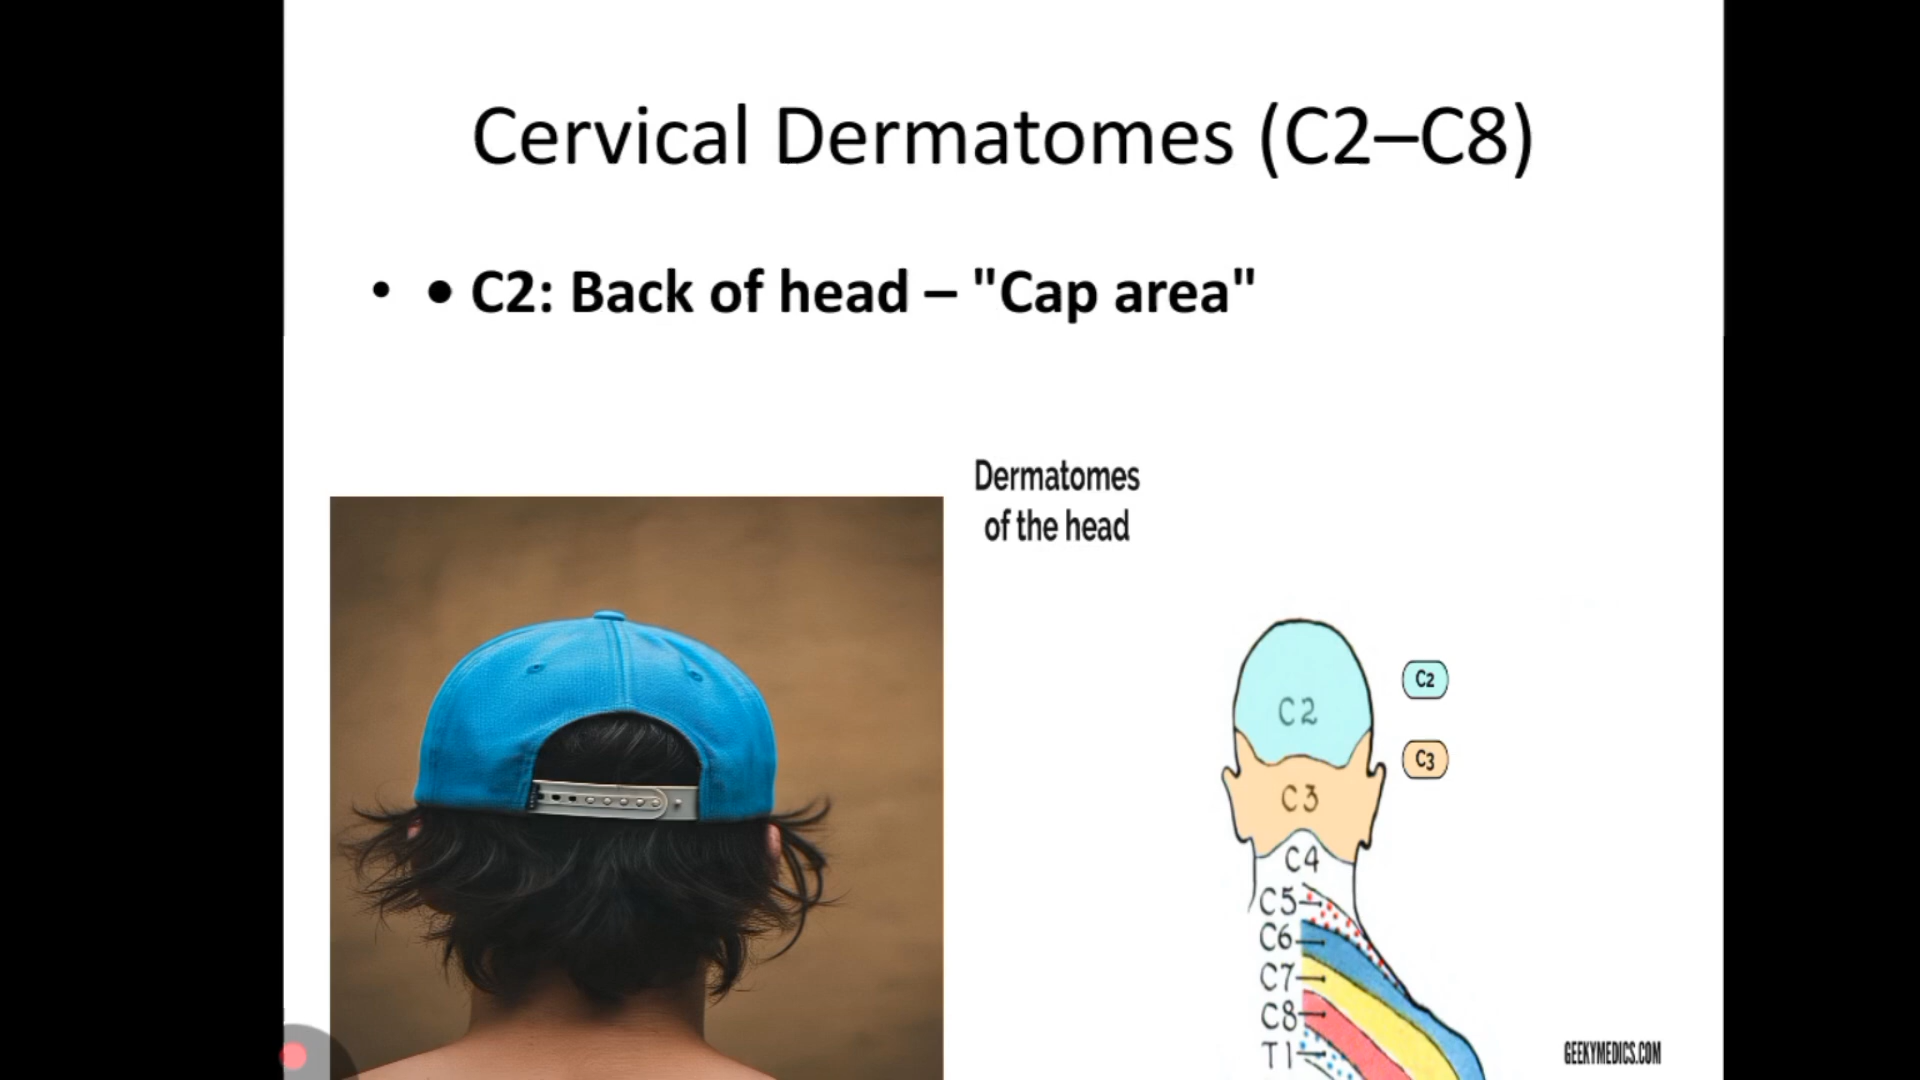 Cervical Dermatomes (C2–C8)
• • C2: Back of head – "Cap area"
Dermatomes
of the head
C2
C2
C3
C3
C4
C5
C6
C7
C8
T1
GEEKYMEDICS.COM